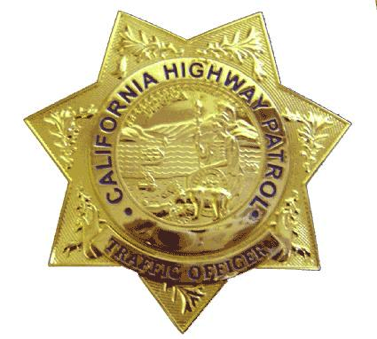 CALIFORNIA HIGHWAY PATROL
TRAFFIC OFFICER